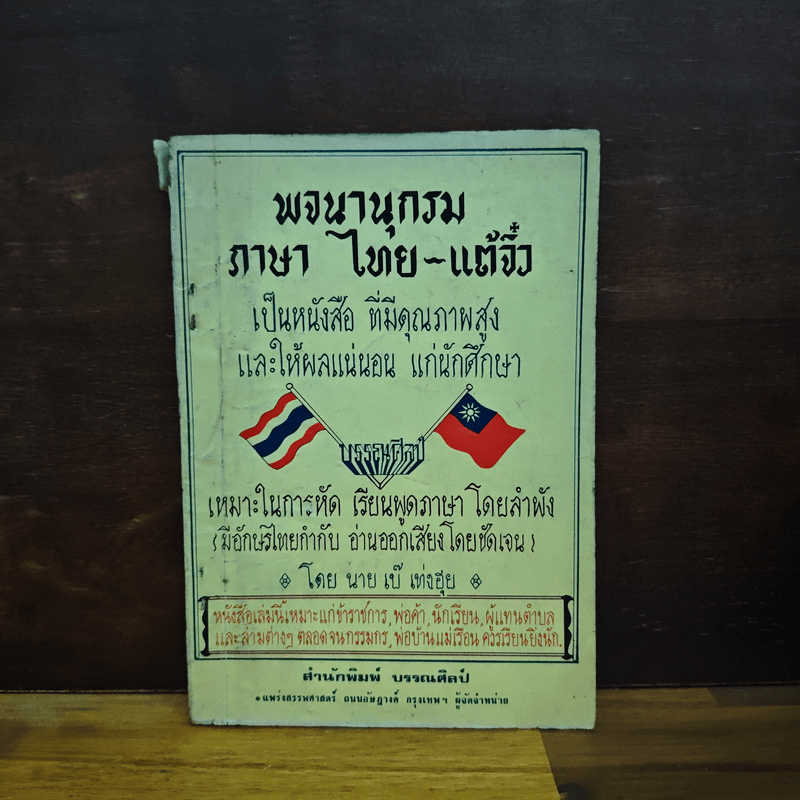 พจนานุกรม
ภาษา ไทย~แต้จิ๋ว
เป็นหนังสือ ที่มีคุณภาพสูง
และให้ผลแน่นอน แก่นักศึกษา
บรรณศิลป์
เหมาะในการหัด เรียนพูดภาษา โดยลำพัง
(มีอักษรไทยกำกับ อ่านออกเสียงโดยชัดเจน)
โดย นาย เบ๊ เท่งฮุย
หนังสือเล่มนี้เหมาะแก่ข้าราชการ, พ่อค้า, นักเรียน, ผู้แทนตำบล
และล่ามต่างๆ ตลอดจนกรรมกร, พ่อบ้านแม่เรือน ควรเรียนยิ่งนัก.
สำนักพิมพ์ บรรณศิลป์
๑ แพร่งสรรพศาสตร์ ถนนอัษฎางค์ กรุงเทพฯ ผู้จัดจำหน่าย